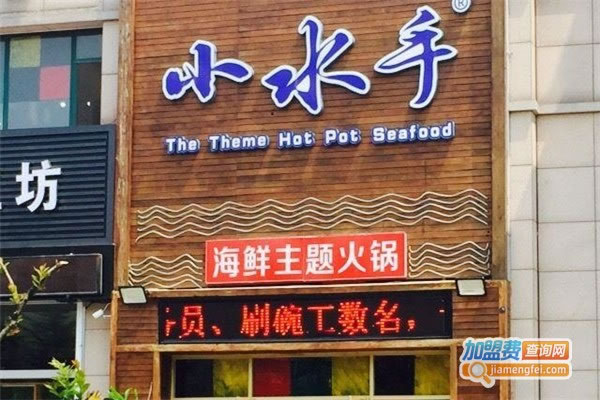 小水手®
The Theme Hot Pot Seafood
坊
海鲜主题火锅
员、刷碗工数名，
加盟费查询网
jiamengfei.com